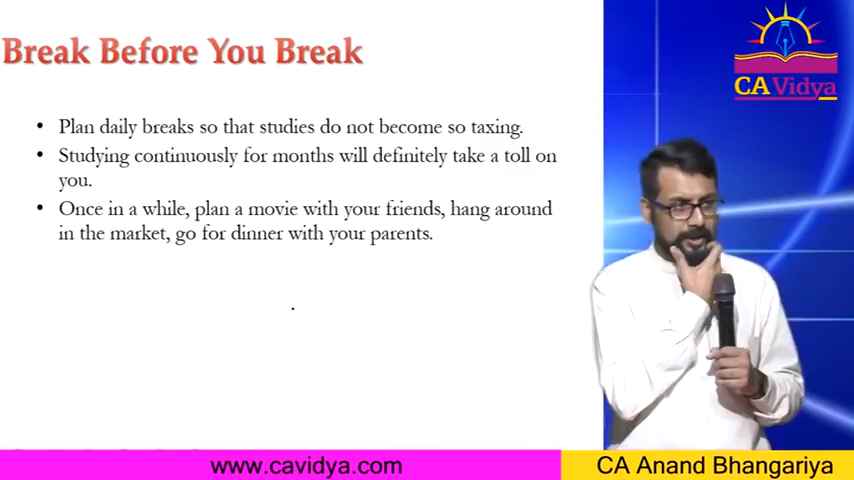 Break Before You Break
CA Vidya
• Plan daily breaks so that studies do not become so taxing.
• Studying continuously for months will definitely take a toll on
you.
• Once in a while, plan a movie with your friends, hang around
in the market, go for dinner with your parents.
www.cavidya.com
CA Anand Bhangariya